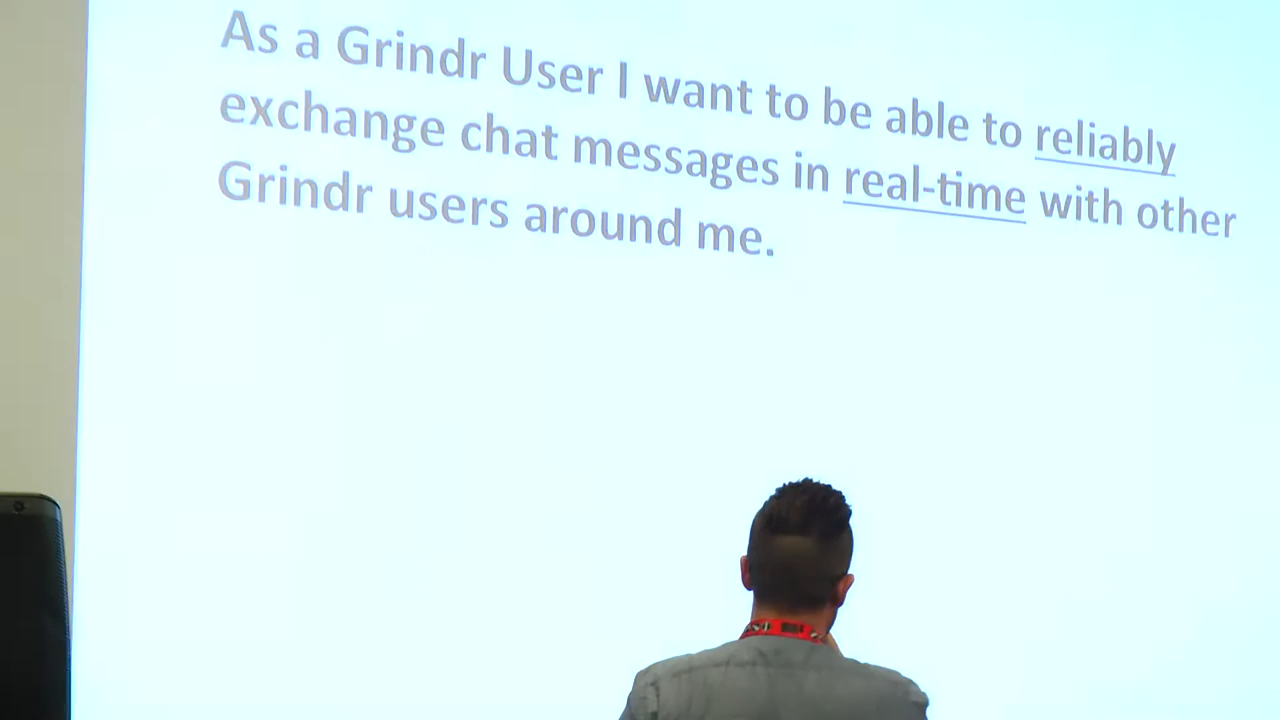 As a Grindr User I want to be able to reliably
exchange chat messages in real-time with other
Grindr users around me.